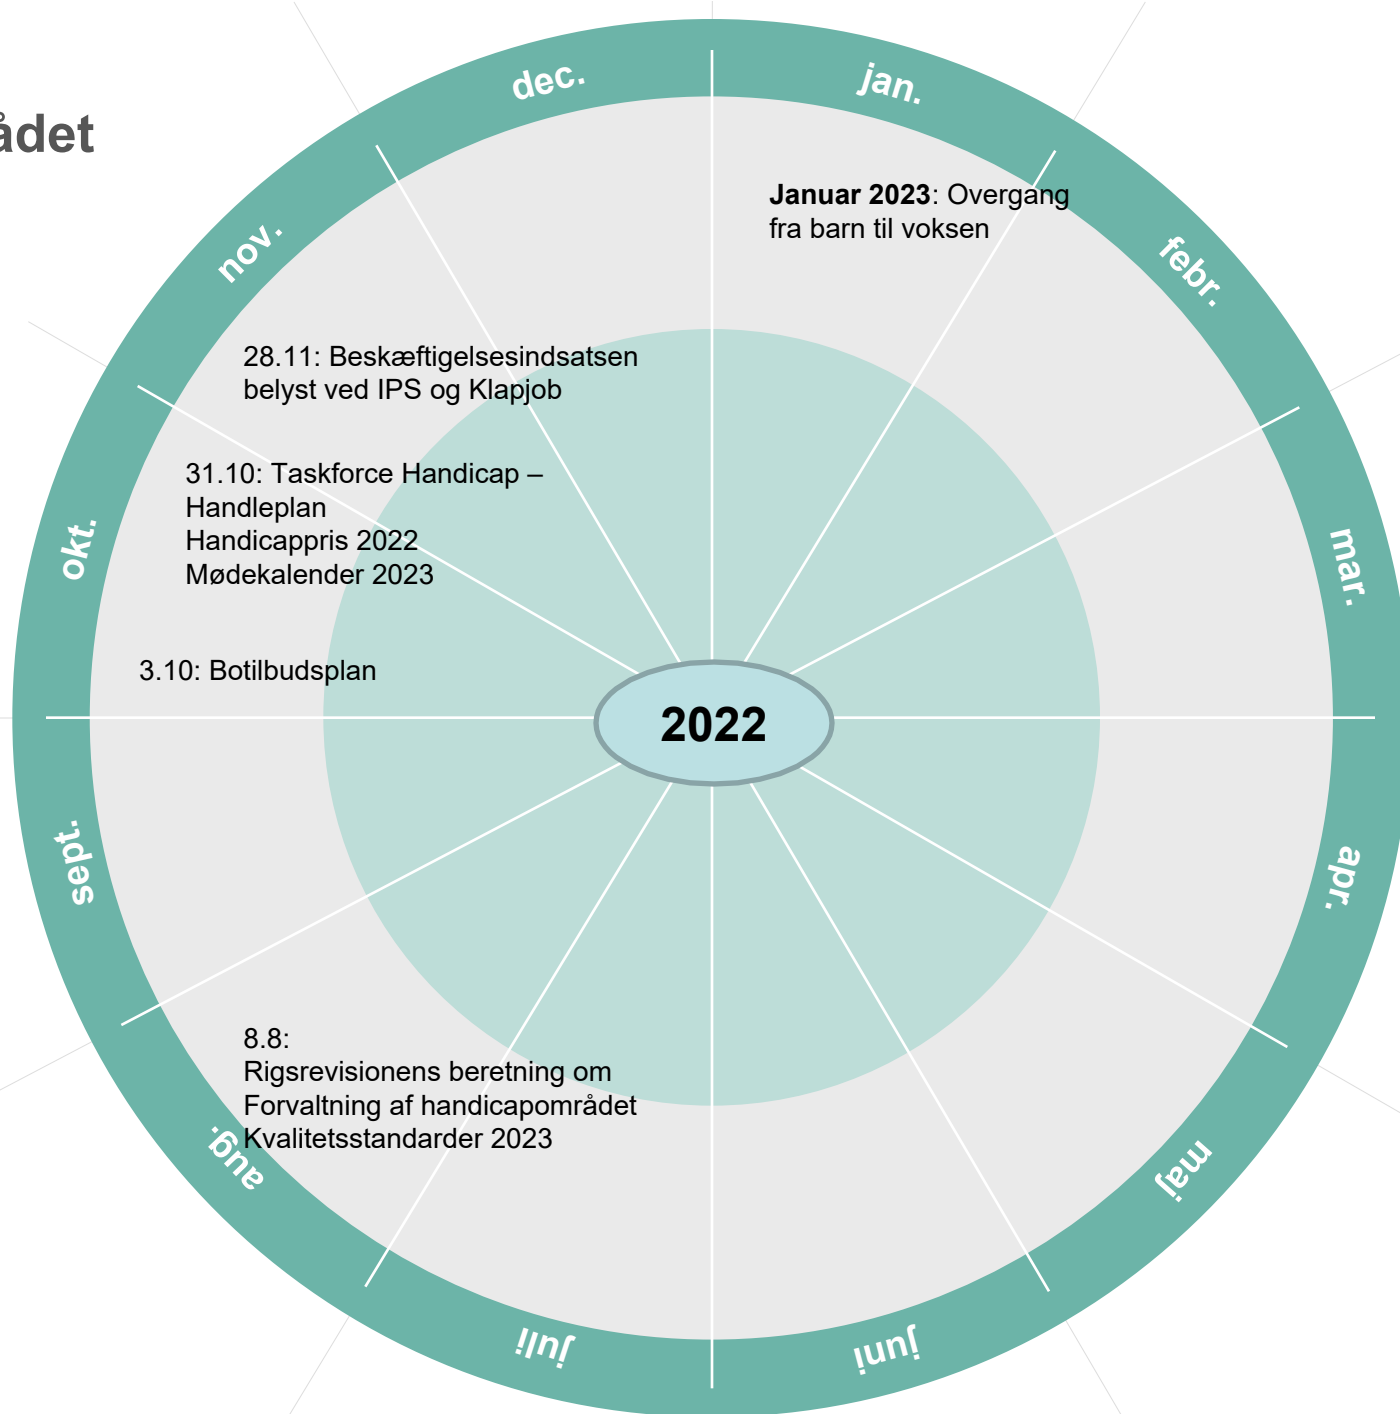 ådet
dec.
jan.
nov.
febr.
Januar 2023: Overgang
fra barn til voksen
28.11: Beskæftigelsesindsatsen
belyst ved IPS og Klapjob
31.10: Taskforce Handicap –
Handleplan
Handicappris 2022
Mødekalender 2023
okt.
mar.
3.10: Botilbudsplan
2022
sept.
apr.
8.8:
Rigsrevisionens beretning om
Forvaltning af handicapområdet
Kvalitetsstandarder 2023
aug.
maj
juli
juni